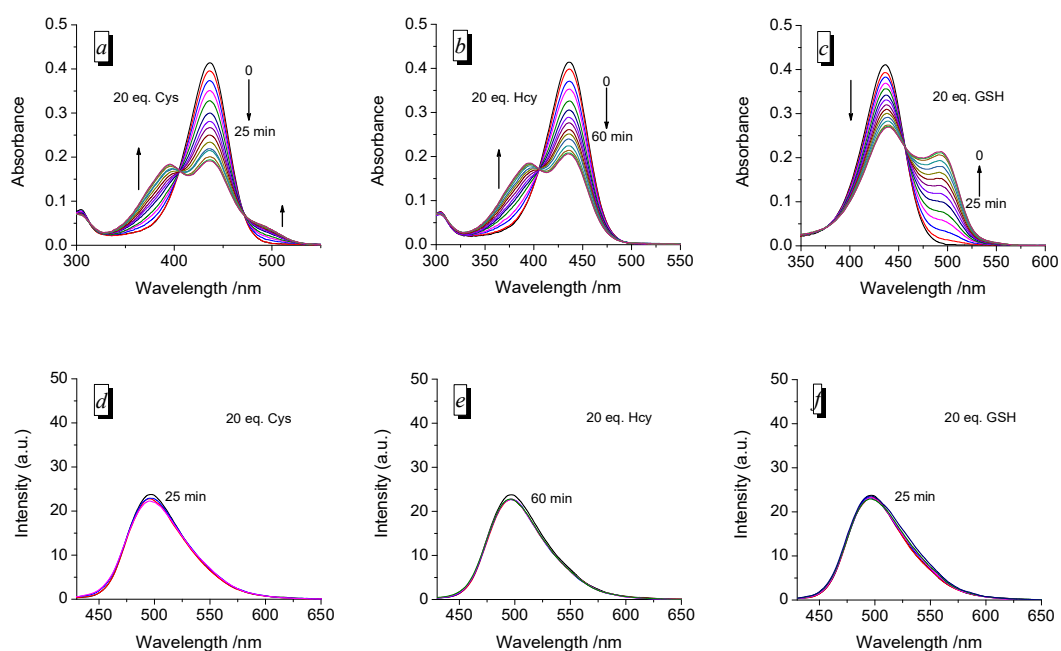 a
0.5
0.4
0.3
0.2
0.1
0.0
Absorbance
20 eq. Cys
0
25 min
300
400
500
Wavelength /nm
b
0.5
0.4
0.3
0.2
0.1
0.0
Absorbance
20 eq. Hcy
0
60 min
300
350
400
450
500
550
Wavelength /nm
c
0.5
0.4
0.3
0.2
0.1
0.0
Absorbance
20 eq. GSH
0
25 min
350
400
450
500
550
600
Wavelength /nm
d
50
40
30
20
10
0
Intensity (a.u.)
20 eq. Cys
25 min
450
500
550
600
650
Wavelength /nm
e
50
40
30
20
10
0
Intensity (a.u.)
20 eq. Hcy
60 min
450
500
550
600
650
Wavelength /nm
f
50
40
30
20
10
0
Intensity (a.u.)
20 eq. GSH
25 min
450
500
550
600
650
Wavelength /nm